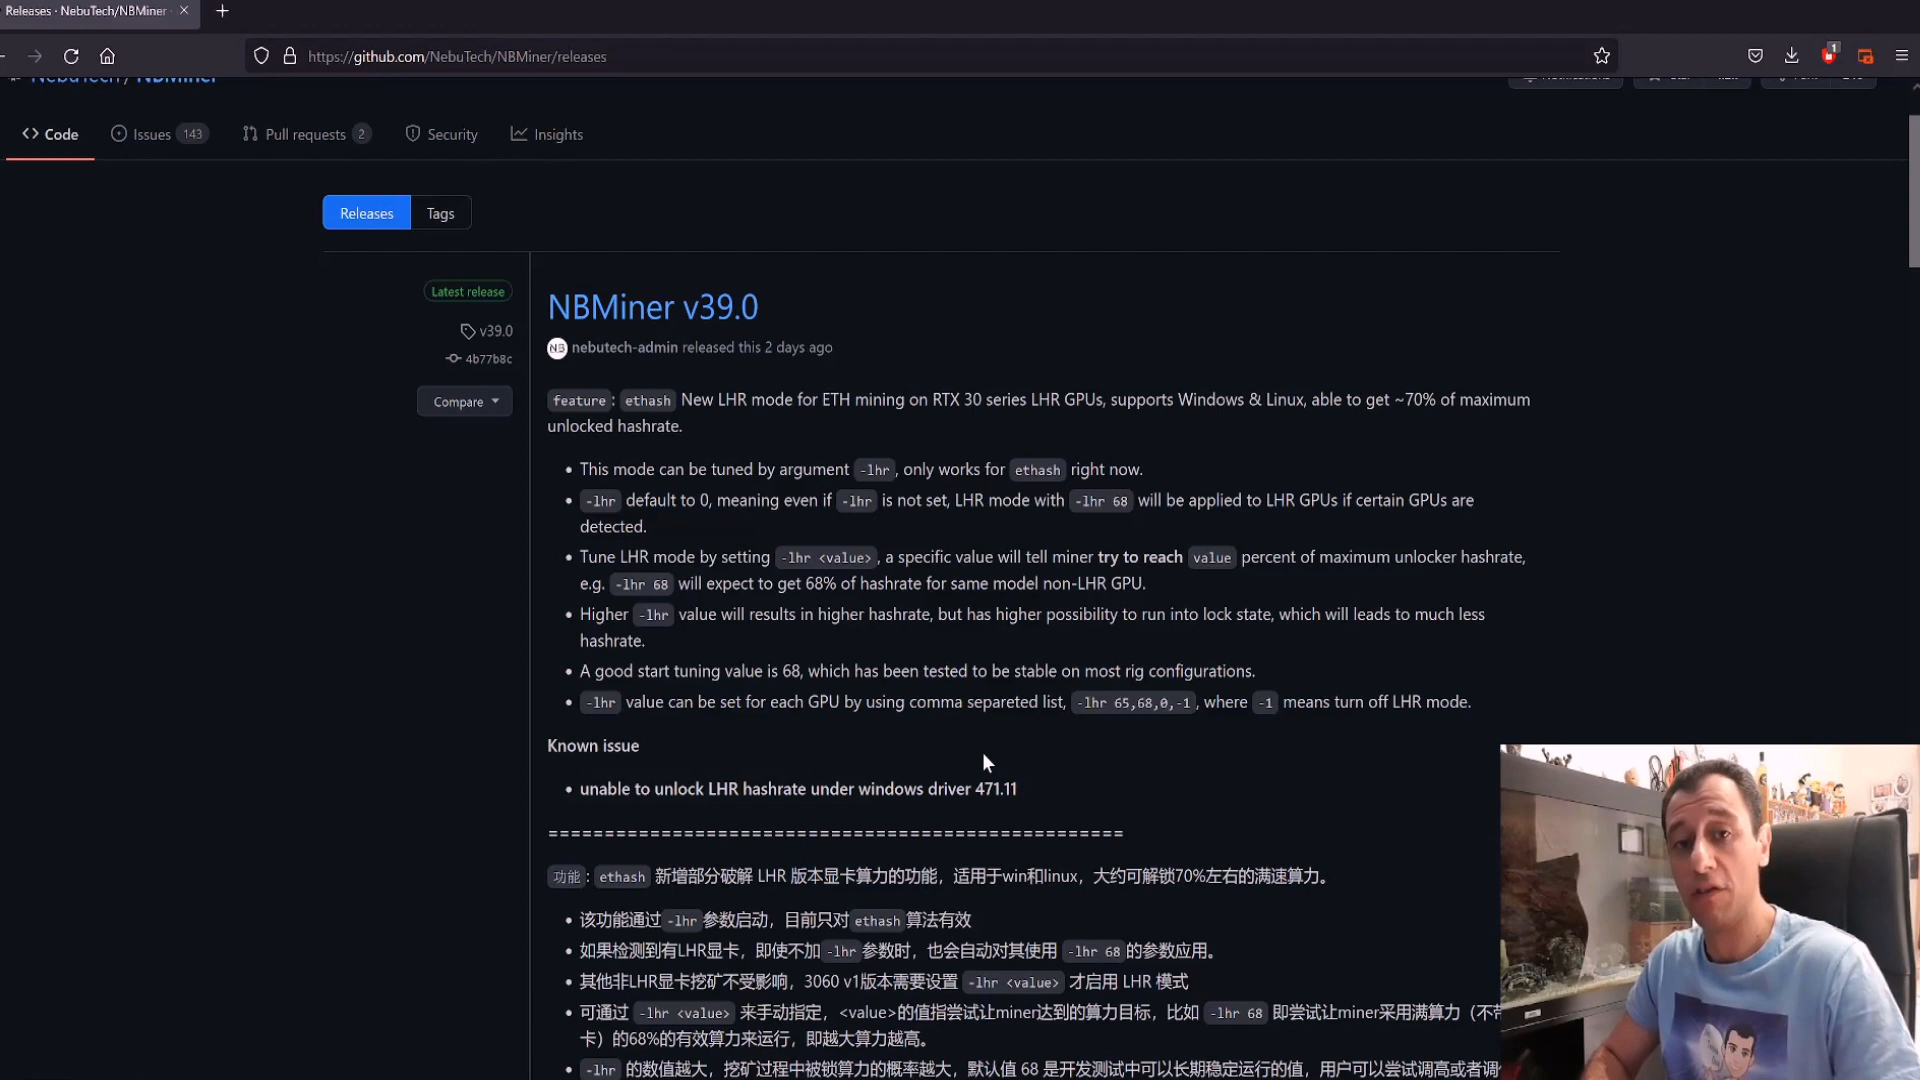 Releases · NebuTech/NBMiner
https://github.com/NebuTech/NBMiner/releases
1
NebuTech / NBMiner
Notifications
Code
Issues 143
Pull requests 2
Security
Insights
Releases
Tags
Latest release
v39.0
4b77b8c
Compare
NBMiner v39.0
NB nebutech-admin released this 2 days ago
feature: ethash New LHR mode for ETH mining on RTX 30 series LHR GPUs, supports Windows & Linux, able to get ~70% of maximum
unlocked hashrate.
• This mode can be tuned by argument -lhr, only works for ethash right now.
• -lhr default to 0, meaning even if -lhr is not set, LHR mode with -lhr 68 will be applied to LHR GPUs if certain GPUs are
detected.
• Tune LHR mode by setting -lhr <value>, a specific value will tell miner try to reach value percent of maximum unlocker hashrate,
e.g. -lhr 68 will expect to get 68% of hashrate for same model non-LHR GPU.
• Higher -lhr value will results in higher hashrate, but has higher possibility to run into lock state, which will leads to much less
hashrate.
• A good start tuning value is 68, which has been tested to be stable on most rig configurations.
• -lhr value can be set for each GPU by using comma separeted list, -lhr 65,68,0,-1, where -1 means turn off LHR mode.
Known issue
• unable to unlock LHR hashrate under windows driver 471.11
==================================================
功能: ethash 新增部分破解 LHR 版本显卡算力的功能，适用于win和linux，大约可解锁70%左右的满速算力。
• 该功能通过 -lhr 参数启动，目前只对 ethash 算法有效
• 如果检测到有LHR显卡，即使不加 -lhr 参数时，也会自动对其使用 -lhr 68 的参数应用。
• 其他非LHR显卡挖矿不受影响，3060 v1版本需要设置 -lhr <value> 才启用 LHR 模式
• 可通过 -lhr <value> 来手动指定，<value>的值指尝试让miner达到的算力目标，比如 -lhr 68 即尝试让miner采用满算力（不带
卡）的68%的有效算力来运行，即越大算力越高。
• -lhr 的数值越大，挖矿过程中被锁算力的概率越大，默认值 68 是开发测试中可以长期稳定运行的值，用户可以尝试调高或者调